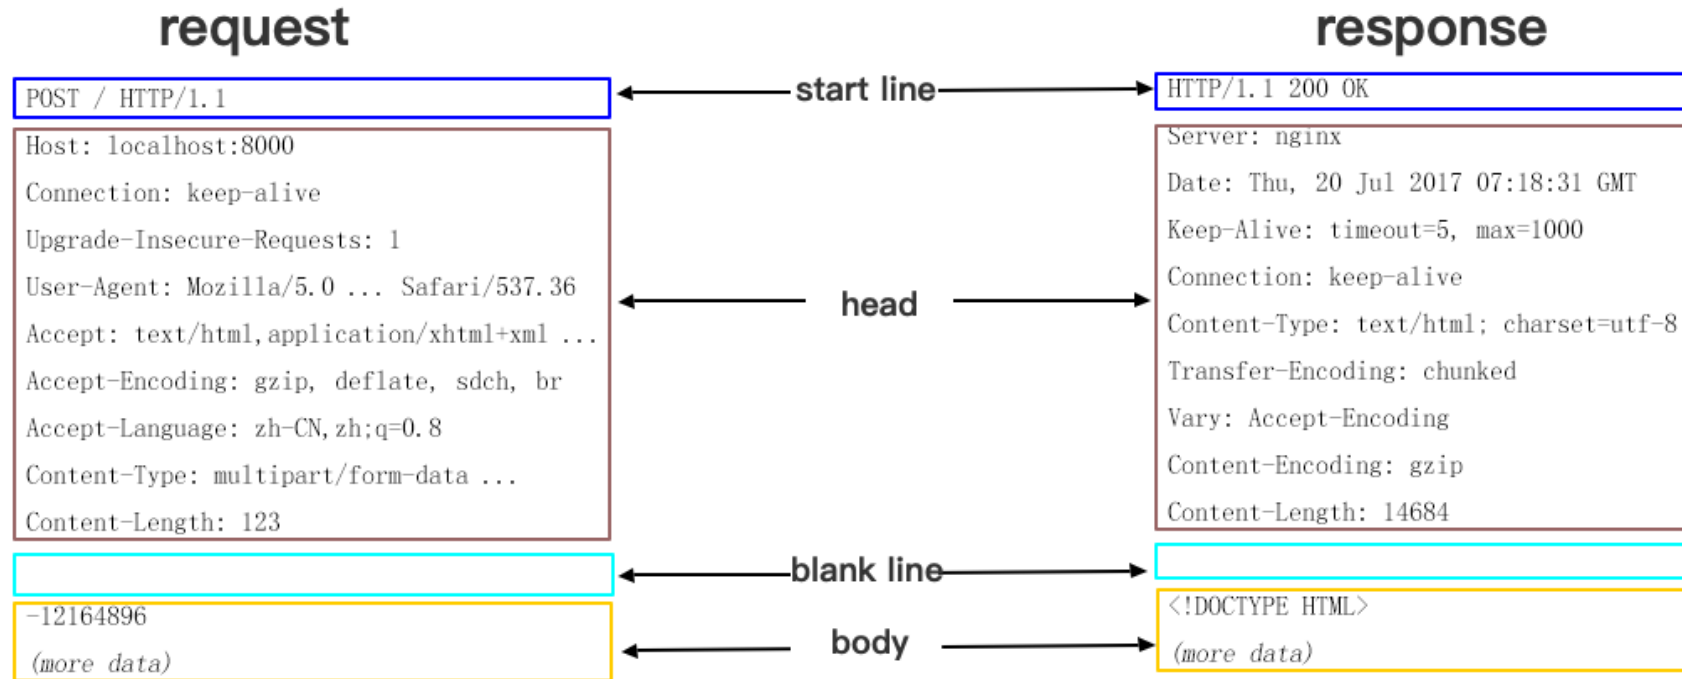 request
response
POST / HTTP/1.1
start line
HTTP/1.1 200 OK
Host: localhost:8000
Connection: keep-alive
Upgrade-Insecure-Requests: 1
User-Agent: Mozilla/5.0 ... Safari/537.36
Accept: text/html,application/xhtml+xml ...
Accept-Encoding: gzip, deflate, sdch, br
Accept-Language: zh-CN,zh;q=0.8
Content-Type: multipart/form-data ...
Content-Length: 123
head
Server: nginx
Date: Thu, 20 Jul 2017 07:18:31 GMT
Keep-Alive: timeout=5, max=1000
Connection: keep-alive
Content-Type: text/html; charset=utf-8
Transfer-Encoding: chunked
Vary: Accept-Encoding
Content-Encoding: gzip
Content-Length: 14684
blank line
-12164896
(more data)
body
<!DOCTYPE HTML>
(more data)